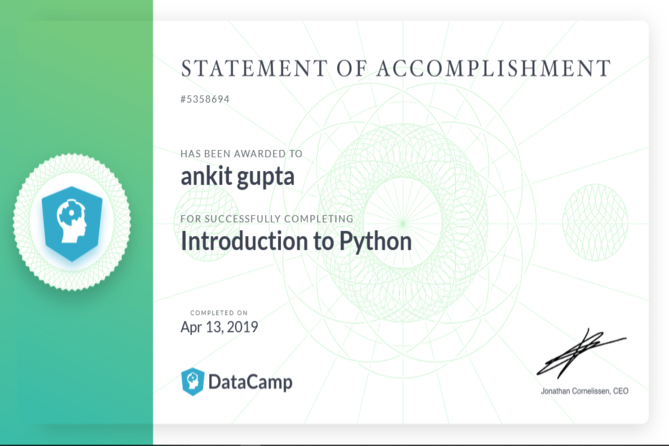 STATEMENT OF ACCOMPLISHMENT
#5358694
HAS BEEN AWARDED TO
ankit gupta
FOR SUCCESSFULLY COMPLETING
Introduction to Python
COMPLETED ON
Apr 13, 2019
DataCamp
Jonathan Cornelissen, CEO